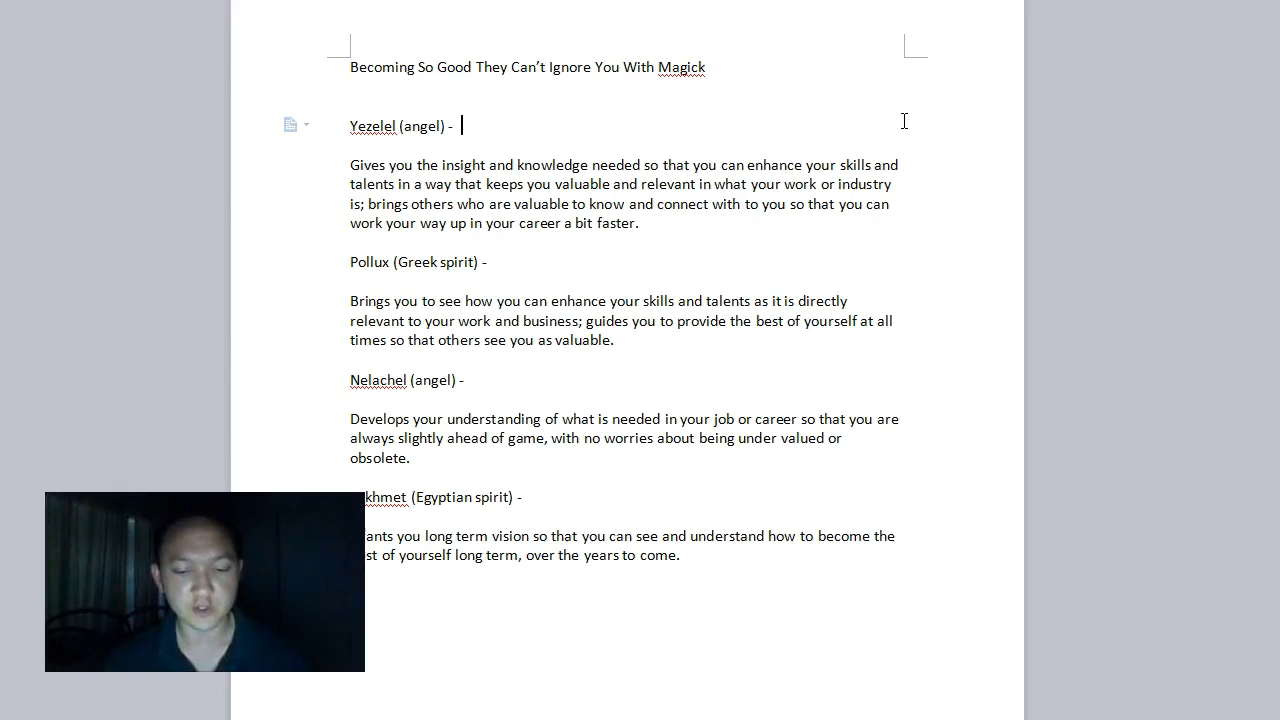 Becoming So Good They Can’t Ignore You With Magick
Yezelel (angel) -
Gives you the insight and knowledge needed so that you can enhance your skills and
talents in a way that keeps you valuable and relevant in what your work or industry
is; brings others who are valuable to know and connect with to you so that you can
work your way up in your career a bit faster.
Pollux (Greek spirit) -
Brings you to see how you can enhance your skills and talents as it is directly
relevant to your work and business; guides you to provide the best of yourself at all
times so that others see you as valuable.
Nelachel (angel) -
Develops your understanding of what is needed in your job or career so that you are
always slightly ahead of game, with no worries about being under valued or
obsolete.
khmet (Egyptian spirit) -
ants you long term vision so that you can see and understand how to become the
st of yourself long term, over the years to come.